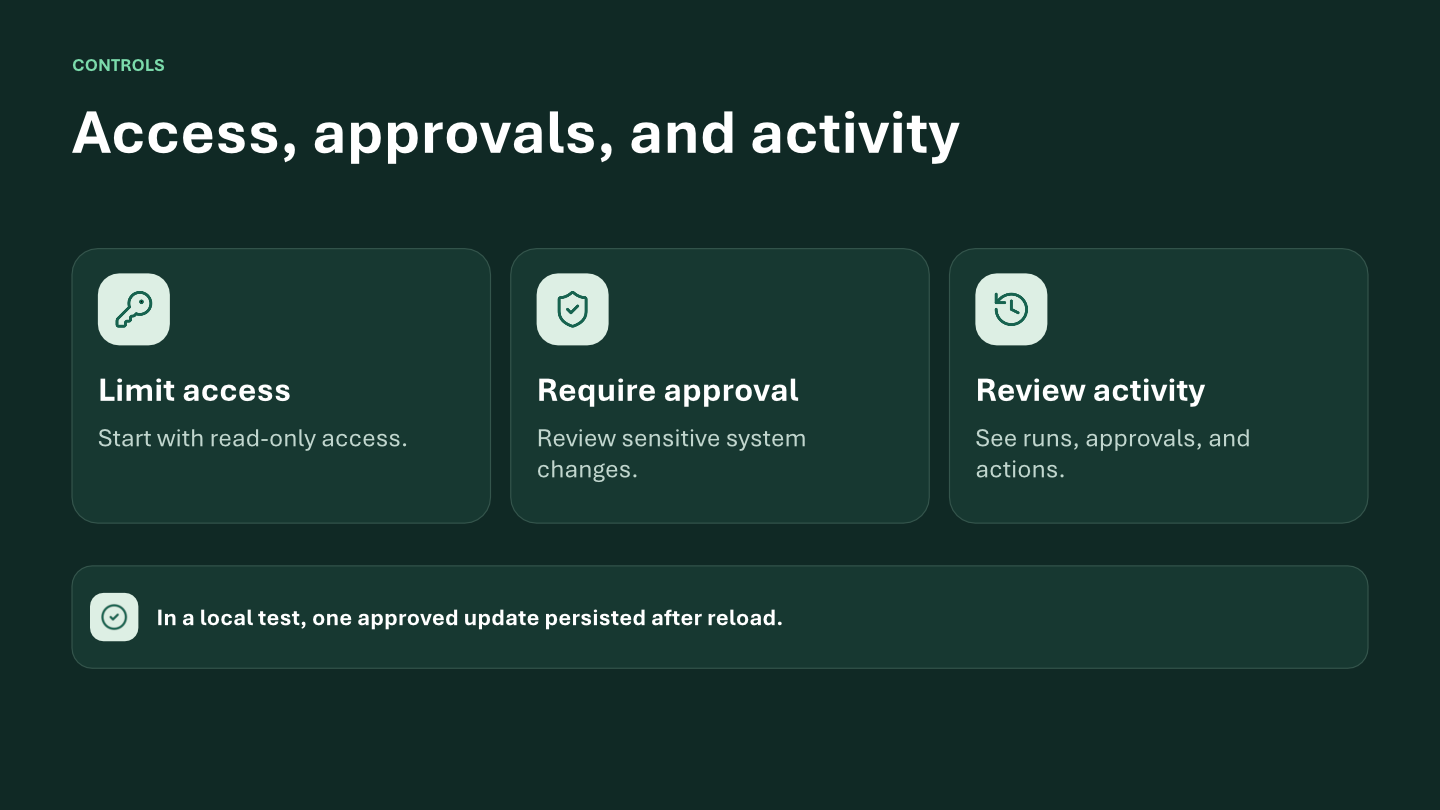 CONTROLS
Access, approvals, and activity
Limit access
Start with read-only access.
Require approval
Review sensitive system
changes.
Review activity
See runs, approvals, and
actions.
In a local test, one approved update persisted after reload.